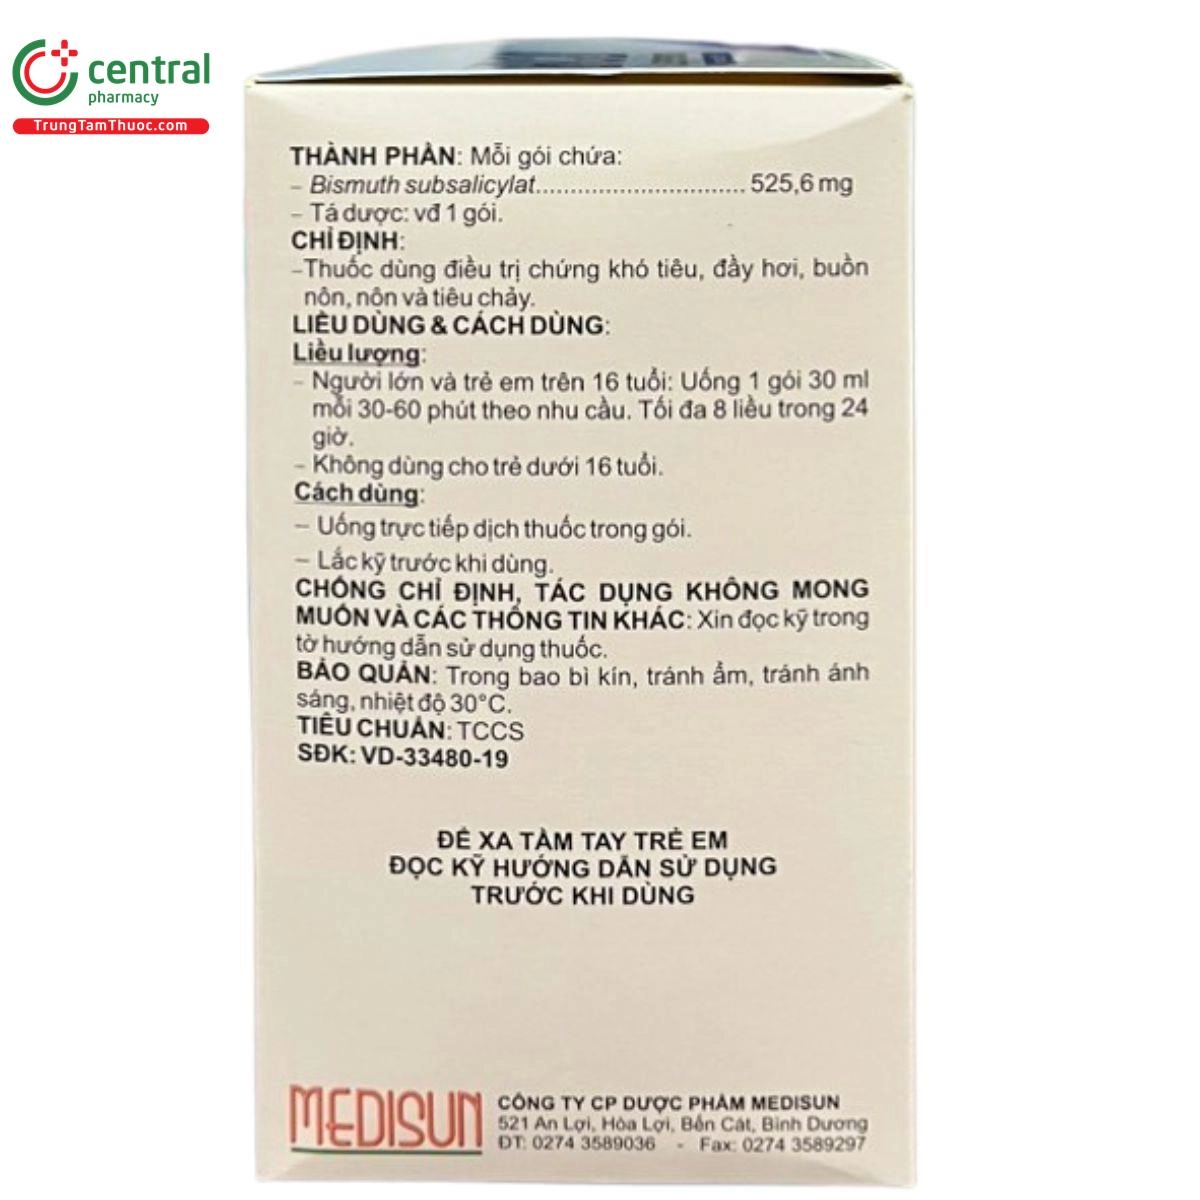 central
pharmacy
TrungTamThuoc.com
THÀNH PHẦN: Mỗi gói chứa:
– Bismuth subsalicylat............................... 525,6 mg
– Tá dược: vđ 1 gói.
CHỈ ĐỊNH:
–Thuốc dùng điều trị chứng khó tiêu, đầy hơi, buồn
nôn, nôn và tiêu chảy.
LIỀU DÙNG & CÁCH DÙNG:
Liều lượng:
– Người lớn và trẻ em trên 16 tuổi: Uống 1 gói 30 ml
mỗi 30-60 phút theo nhu cầu. Tối đa 8 liều trong 24
giờ.
– Không dùng cho trẻ dưới 16 tuổi.
Cách dùng:
– Uống trực tiếp dịch thuốc trong gói.
– Lắc kỹ trước khi dùng.
CHỐNG CHỈ ĐỊNH, TÁC DỤNG KHÔNG MONG
MUỐN VÀ CÁC THÔNG TIN KHÁC: Xin đọc kỹ trong
tờ hướng dẫn sử dụng thuốc.
BẢO QUẢN: Trong bao bì kín, tránh ẩm, tránh ánh
sáng, nhiệt độ 30°C.
TIÊU CHUẨN: TCCS
SĐK: VD-33480-19
ĐỂ XA TẦM TAY TRẺ EM
ĐỌC KỸ HƯỚNG DẪN SỬ DỤNG
TRƯỚC KHI DÙNG
MEDISUN
CÔNG TY CP DƯỢC PHẨM MEDISUN
521 An Lợi, Hòa Lợi, Bến Cát, Bình Dương
ĐT: 0274 3589036 - Fax: 0274 3589297